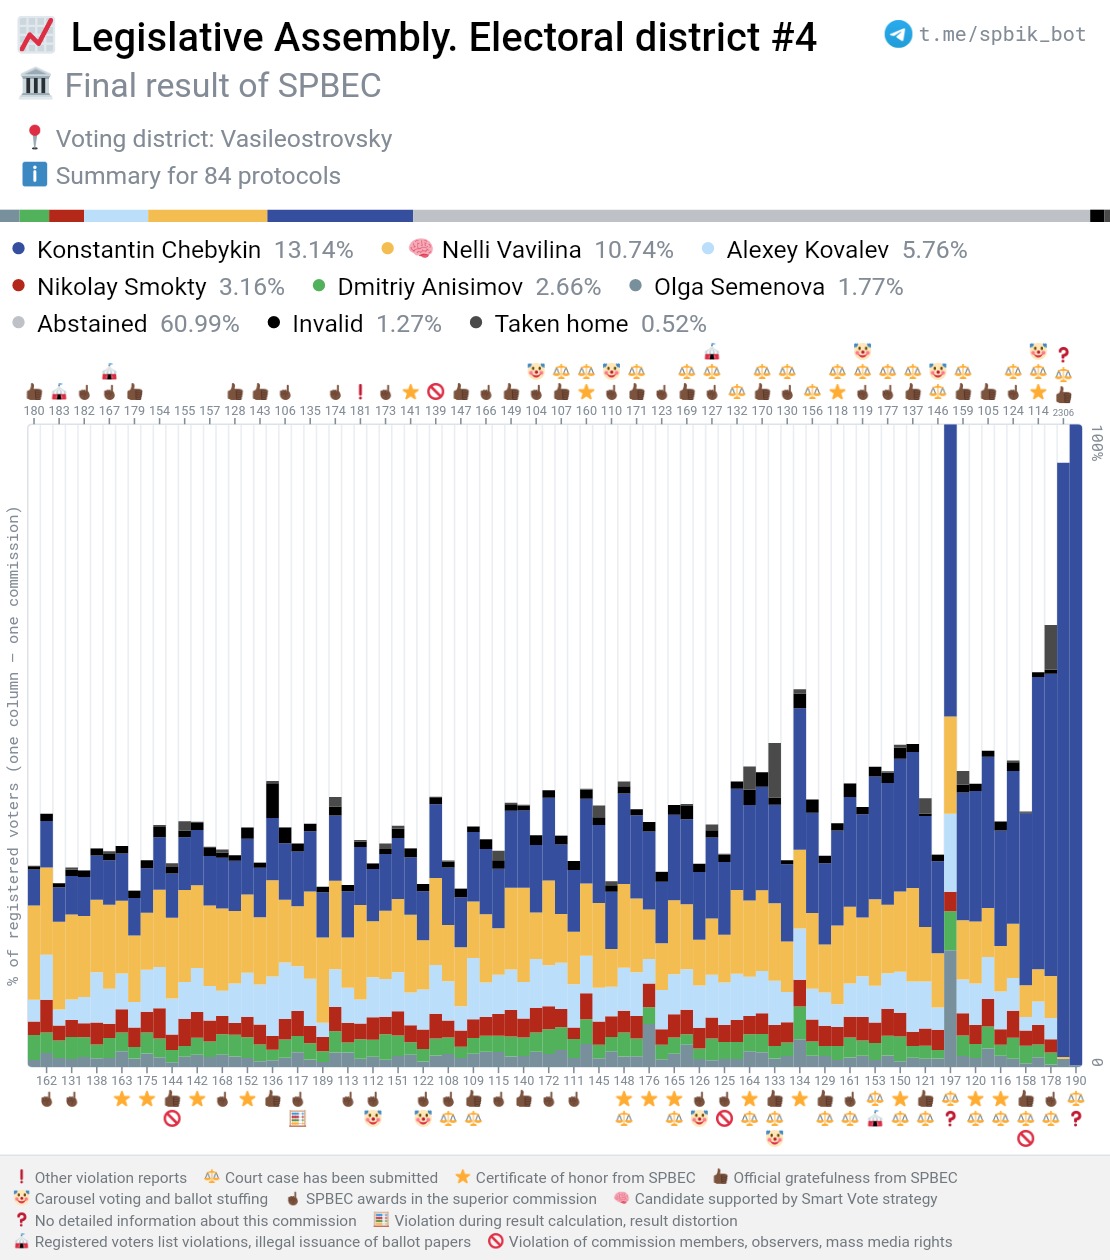 Legislative Assembly. Electoral district #4
t.me/spbik_bot
Final result of SPBEC
Voting district: Vasileostrovsky
Summary for 84 protocols
Konstantin Chebykin 13.14% Nelli Vavilina 10.74% Alexey Kovalev 5.76%
Nikolay Smokty 3.16% Dmitriy Anisimov 2.66% Olga Semenova 1.77%
Abstained 60.99% Invalid 1.27% Taken home 0.52%
180 183 182 167 179 154 155 157 128 143 106 135 174 181 173 141 139 147 166 149 104 107 160 110 171 123 169 127 132 170 130 156 118 119 177 137 146 159 105 124 114 2306
100%
% of registered voters (one column – one commission)
0
162 131 138 163 175 144 142 168 152 136 117 189 113 112 151 122 108 109 115 140 172 111 145 148 176 165 126 125 164 133 134 129 161 153 150 121 197 120 116 158 178 190
Other violation reports Court case has been submitted Certificate of honor from SPBEC Official gratefulness from SPBEC
Carousel voting and ballot stuffing SPBEC awards in the superior commission Candidate supported by Smart Vote strategy
No detailed information about this commission Violation during result calculation, result distortion
Registered voters list violations, illegal issuance of ballot papers Violation of commission members, observers, mass media rights